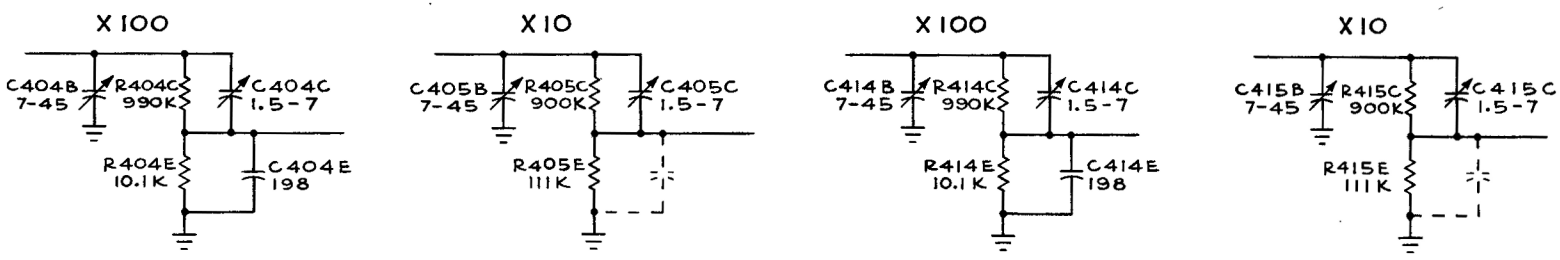 X100
C404B
7-45
R404C
990K
C404C
1.5-7
R404E
10.1K
C404E
198
X10
C405B
7-45
R405C
900K
C405C
1.5-7
R405E
111K
X100
C414B
7-45
R414C
990K
C414C
1.5-7
R414E
10.1K
C414E
198
X10
C415B
7-45
R415C
900K
C415C
1.5-7
R415E
111K